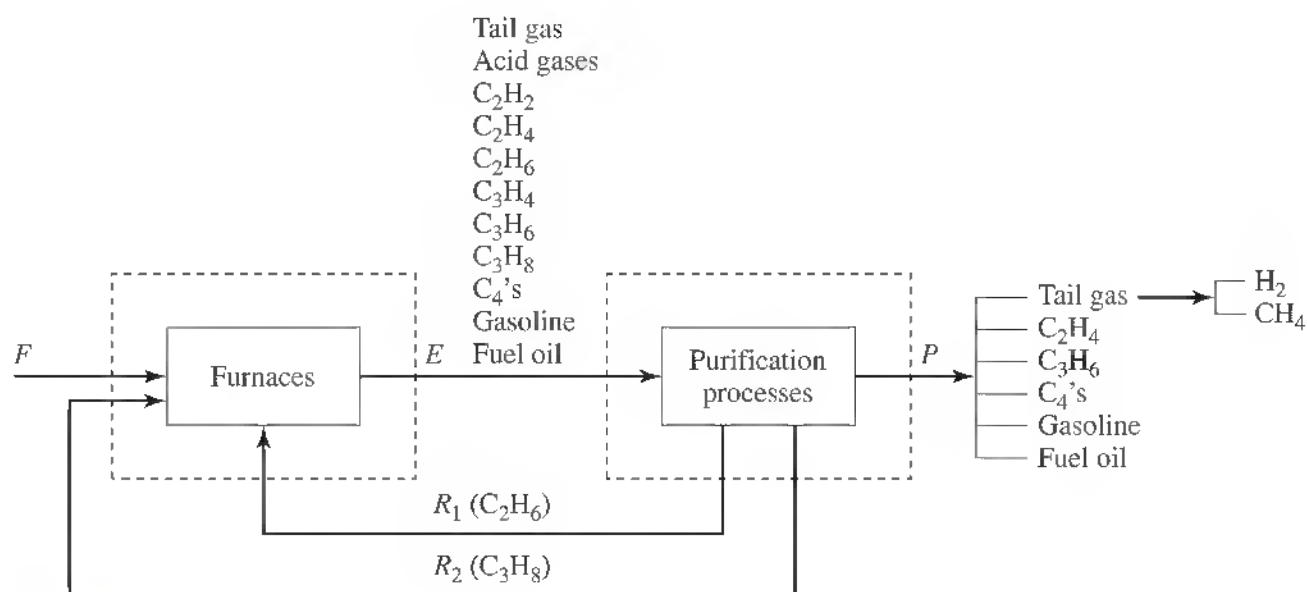 Tail gas
Acid gases
C₂H₂
C₂H₄
C₂H₆
C₃H₄
C₃H₆
C₃H₈
C₄'s
Gasoline
Fuel oil
F
Furnaces
E
Purification
processes
P
Tail gas
C₂H₄
C₃H₆
C₄'s
Gasoline
Fuel oil
H₂
CH₄
R₁ (C₂H₆)
R₂ (C₃H₈)